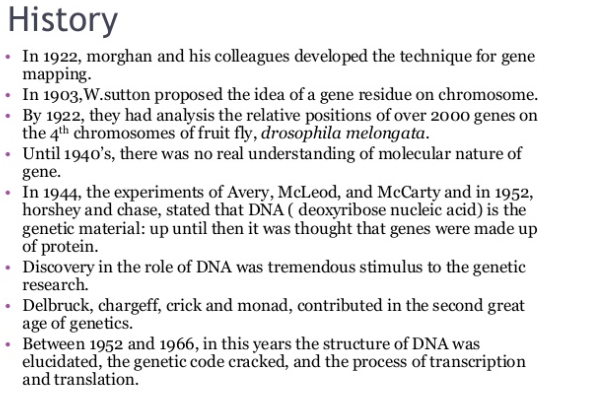 History
• In 1922, morghan and his colleagues developed the technique for gene
mapping.
• In 1903,W.sutton proposed the idea of a gene residue on chromosome.
• By 1922, they had analysis the relative positions of over 2000 genes on
the 4th chromosomes of fruit fly, drosophila melongata.
• Until 1940's, there was no real understanding of molecular nature of
gene.
• In 1944, the experiments of Avery, McLeod, and McCarty and in 1952,
horshey and chase, stated that DNA ( deoxyribose nucleic acid) is the
genetic material: up until then it was thought that genes were made up
of protein.
• Discovery in the role of DNA was tremendous stimulus to the genetic
research.
• Delbruck, chargeff, crick and monad, contributed in the second great
age of genetics.
• Between 1952 and 1966, in this years the structure of DNA was
elucidated, the genetic code cracked, and the process of transcription
and translation.